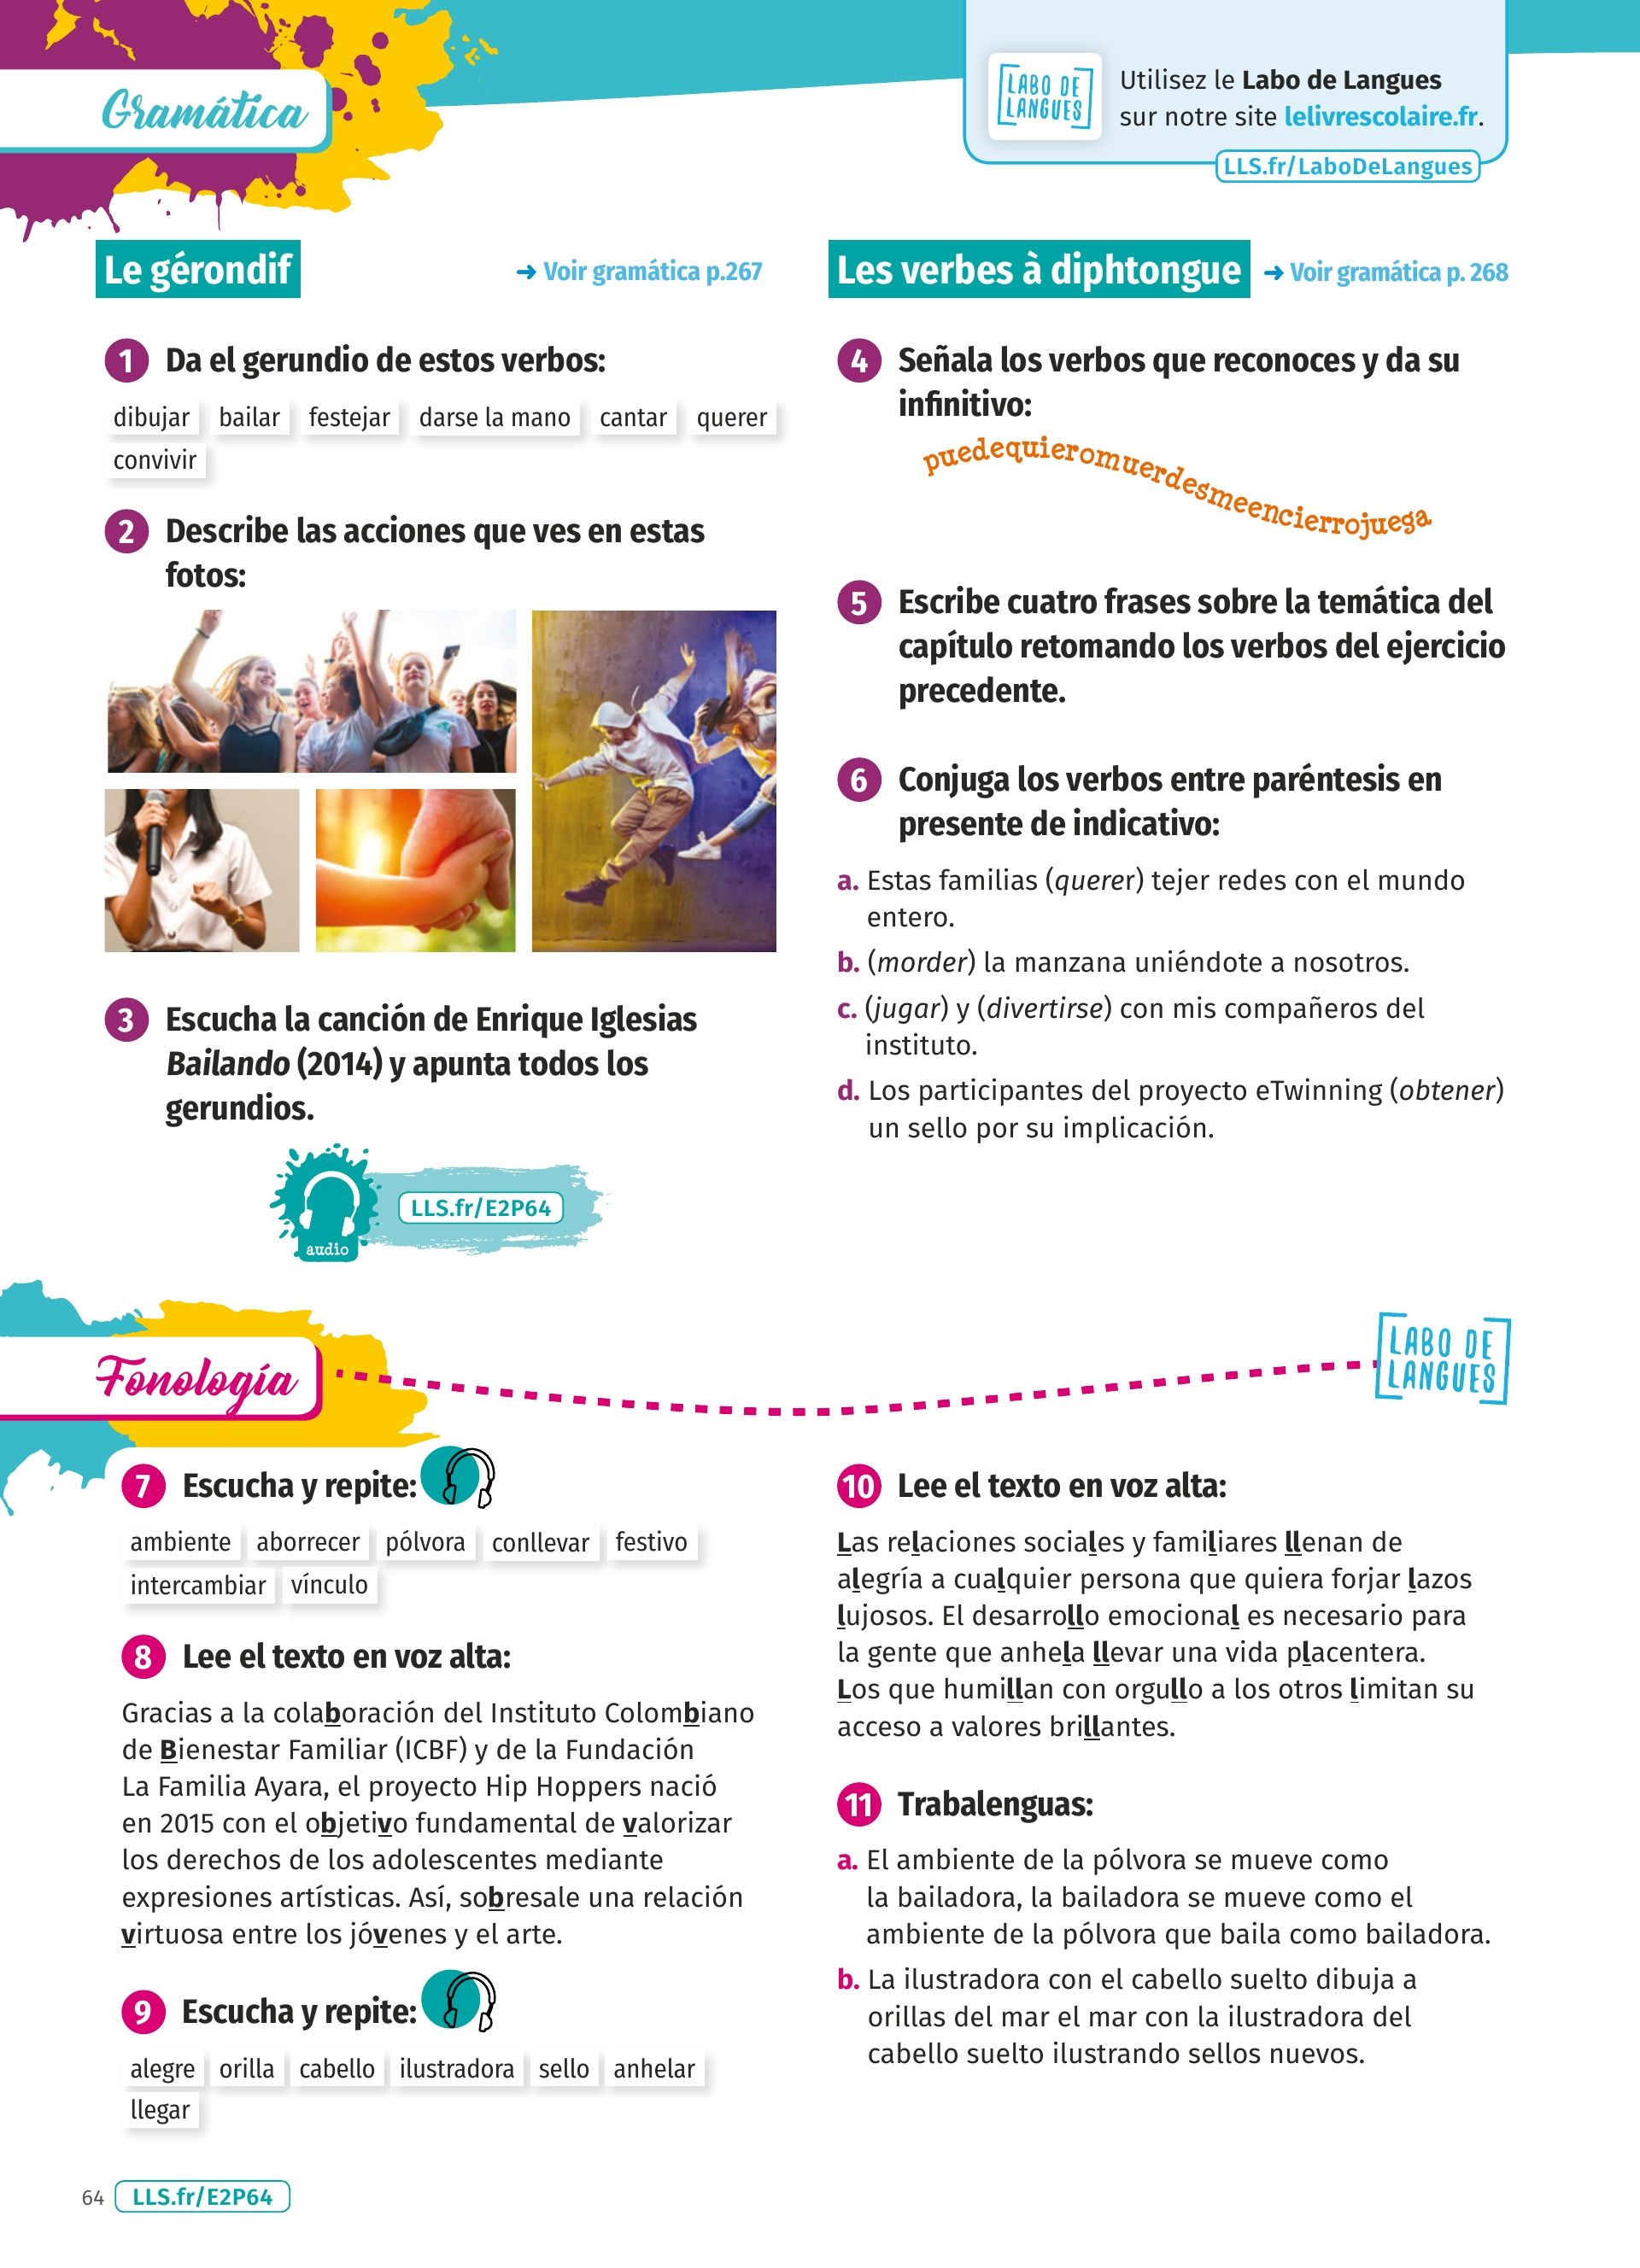 Gramática
LABO DE
LANGUES
Utilisez le Labo de Langues
sur notre site lelivrescolaire.fr.
LLS.fr/LaboDeLangues
Le gérondif
➜ Voir gramática p.267
1 Da el gerundio de estos verbos:
dibujar bailar festejar darse la mano cantar querer
convivir
2 Describe las acciones que ves en estas
fotos:
3 Escucha la canción de Enrique Iglesias
Bailando (2014) y apunta todos los
gerundios.
audio
LLS.fr/E2P64
Les verbes à diphtongue
➜ Voir gramática p. 268
4 Señala los verbos que reconoces y da su
infinitivo:
puedequieromuerdesmeencierrojuega
5 Escribe cuatro frases sobre la temática del
capítulo retomando los verbos del ejercicio
precedente.
6 Conjuga los verbos entre paréntesis en
presente de indicativo:
a. Estas familias (querer) tejer redes con el mundo
entero.
b. (morder) la manzana uniéndote a nosotros.
c. (jugar) y (divertirse) con mis compañeros del
instituto.
d. Los participantes del proyecto eTwinning (obtener)
un sello por su implicación.
Fonología
LABO DE
LANGUES
7 Escucha y repite:
ambiente aborrecer pólvora conllevar festivo
intercambiar vínculo
8 Lee el texto en voz alta:
Gracias a la colaboración del Instituto Colombiano
de Bienestar Familiar (ICBF) y de la Fundación
La Familia Ayara, el proyecto Hip Hoppers nació
en 2015 con el objetivo fundamental de valorizar
los derechos de los adolescentes mediante
expresiones artísticas. Así, sobresale una relación
virtuosa entre los jóvenes y el arte.
9 Escucha y repite:
alegre orilla cabello ilustradora sello anhelar
llegar
10 Lee el texto en voz alta:
Las relaciones sociales y familiares llenan de
alegría a cualquier persona que quiera forjar lazos
lujosos. El desarrollo emocional es necesario para
la gente que anhela llevar una vida placentera.
Los que humillan con orgullo a los otros limitan su
acceso a valores brillantes.
11 Trabalenguas:
a. El ambiente de la pólvora se mueve como
la bailadora, la bailadora se mueve como el
ambiente de la pólvora que baila como bailadora.
b. La ilustradora con el cabello suelto dibuja a
orillas del mar el mar con la ilustradora del
cabello suelto ilustrando sellos nuevos.
64 LLS.fr/E2P64